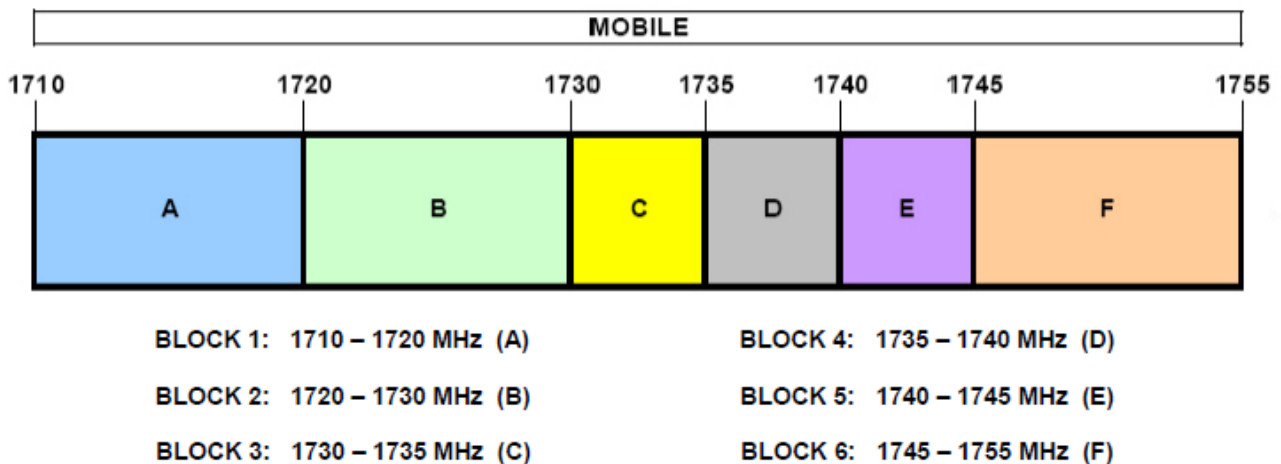 MOBILE
1710 1720 1730 1735 1740 1745 1755
A B C D E F
BLOCK 1: 1710 – 1720 MHz (A) BLOCK 4: 1735 – 1740 MHz (D)
BLOCK 2: 1720 – 1730 MHz (B) BLOCK 5: 1740 – 1745 MHz (E)
BLOCK 3: 1730 – 1735 MHz (C) BLOCK 6: 1745 – 1755 MHz (F)